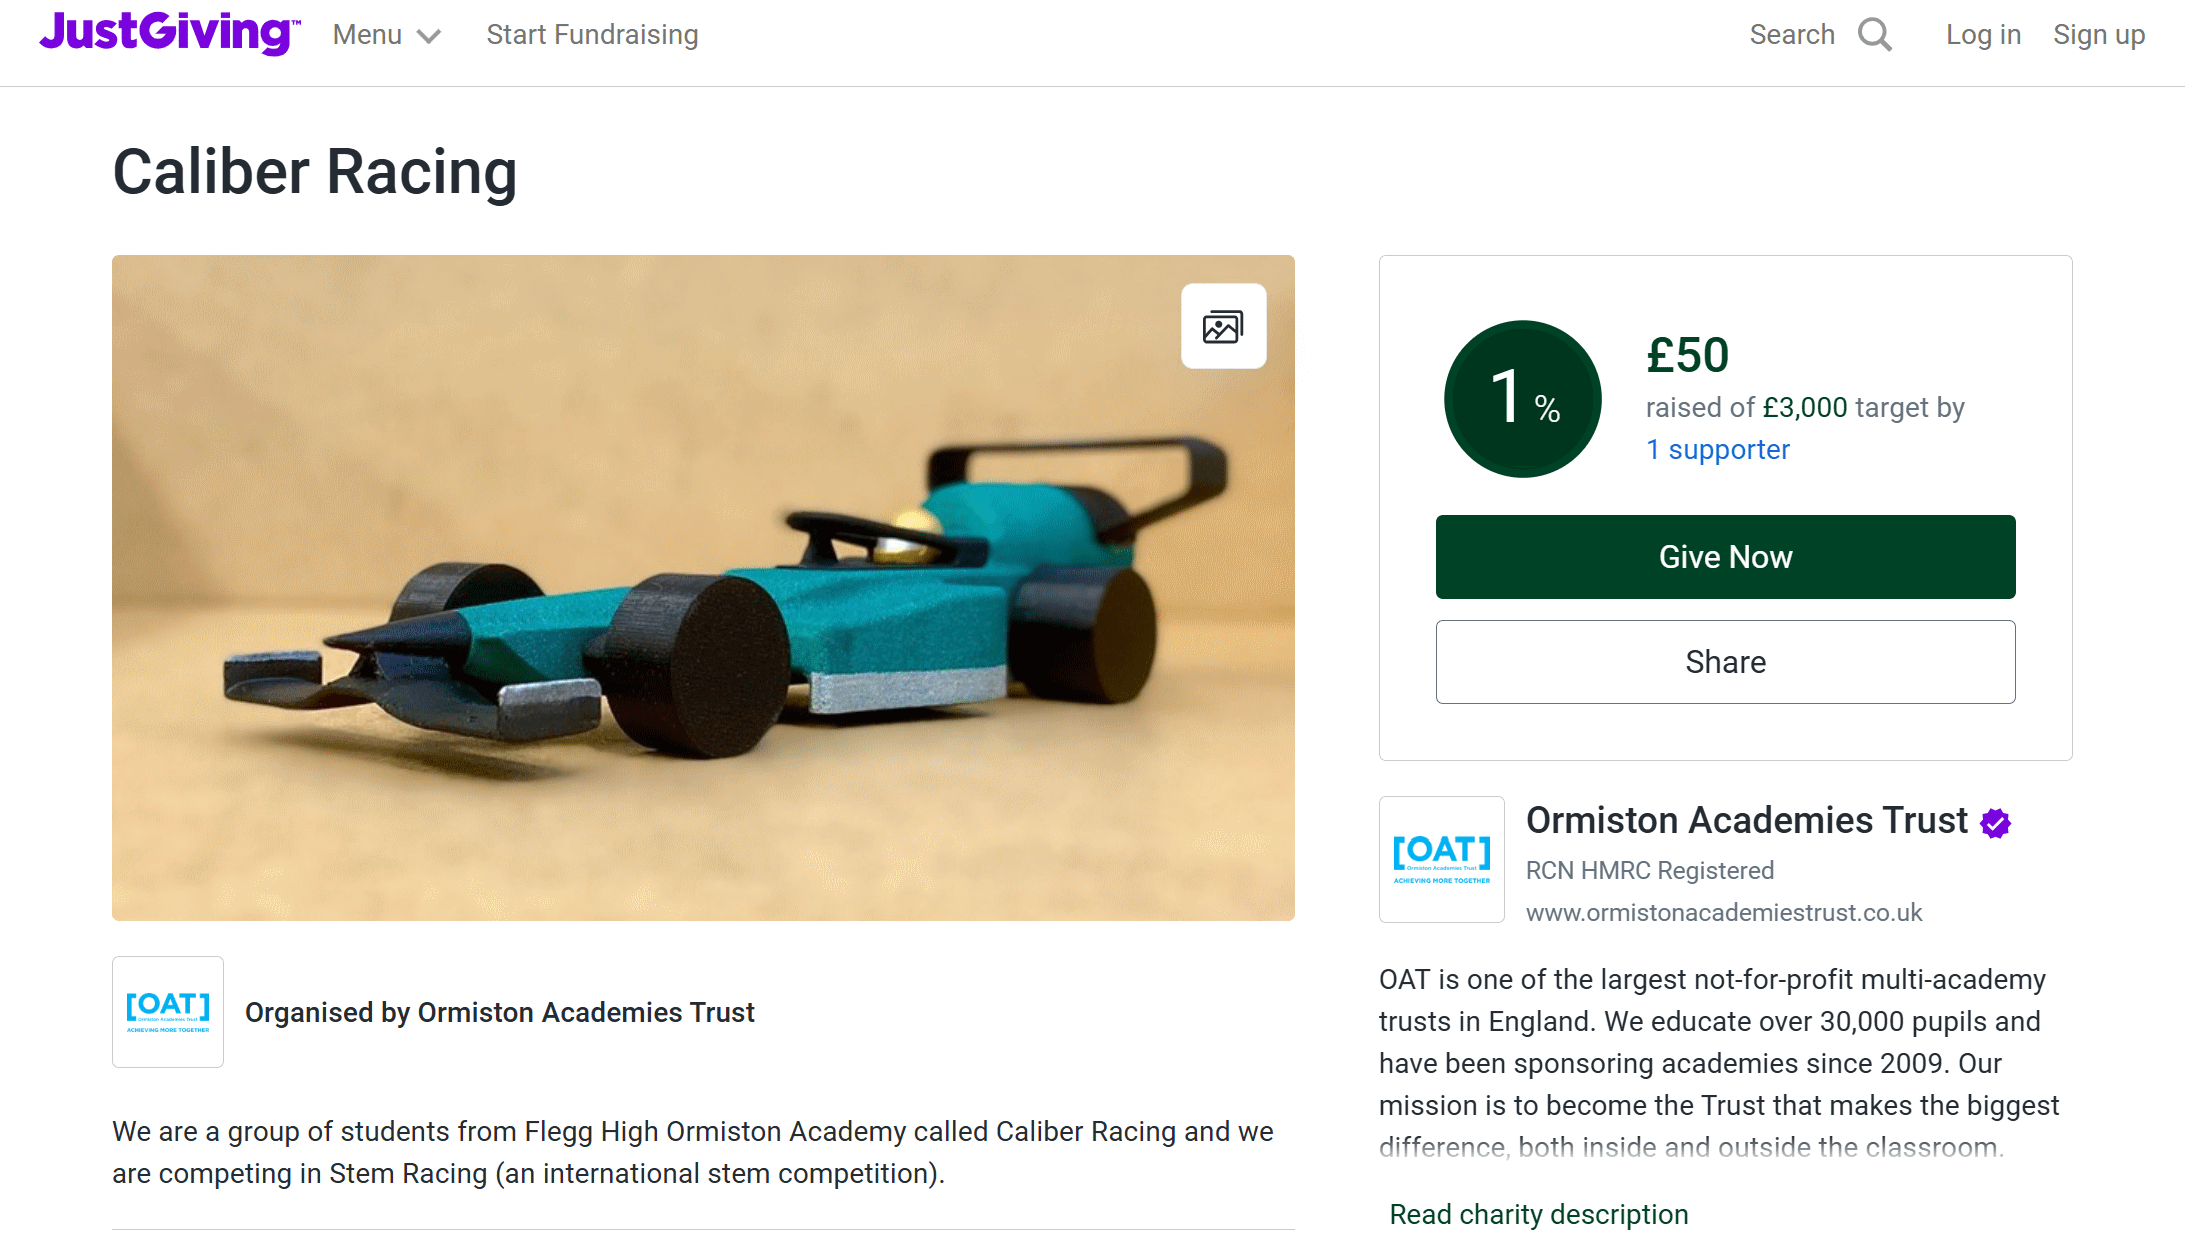 JustGiving™
Menu
Start Fundraising
Search
Log in
Sign up
Caliber Racing
1 %
£50
raised of £3,000 target by
1 supporter
Give Now
Share
[OAT]
Ormiston Academies Trust
ACHIEVING MORE TOGETHER
Ormiston Academies Trust
RCN HMRC Registered
www.ormistonacademiestrust.co.uk
[OAT]
Ormiston Academies Trust
ACHIEVING MORE TOGETHER
Organised by Ormiston Academies Trust
We are a group of students from Flegg High Ormiston Academy called Caliber Racing and we
are competing in Stem Racing (an international stem competition).
OAT is one of the largest not-for-profit multi-academy
trusts in England. We educate over 30,000 pupils and
have been sponsoring academies since 2009. Our
mission is to become the Trust that makes the biggest
difference, both inside and outside the classroom.
Read charity description